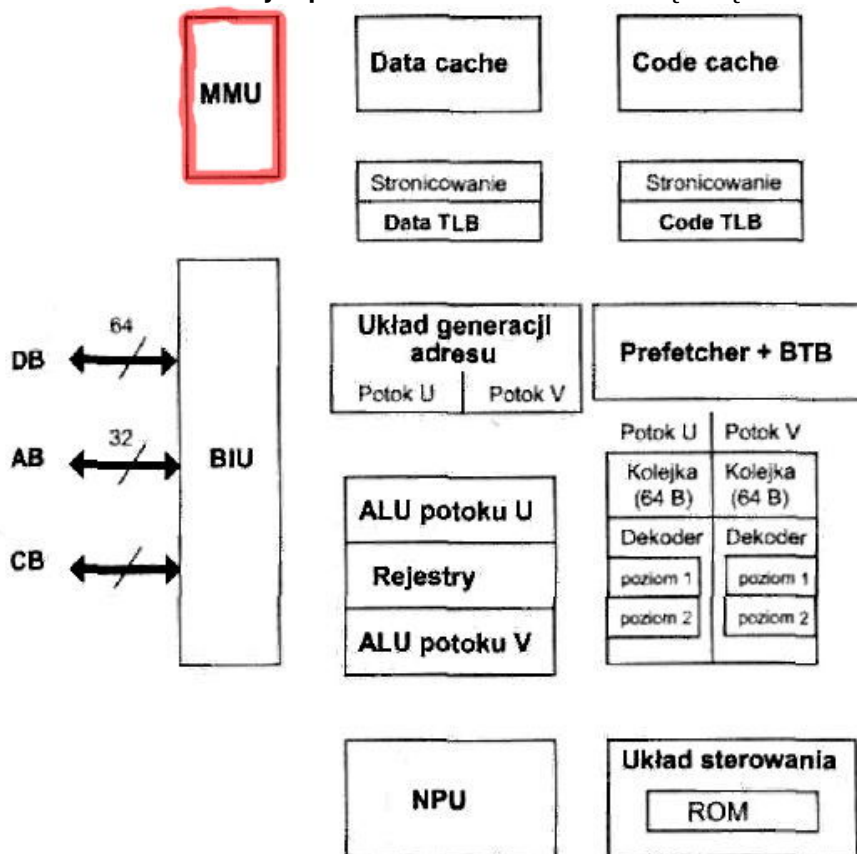 MMU
Data cache
Code cache
Stronicowanie
Data TLB
Stronicowanie
Code TLB
DB
64
AB
32
CB
BIU
Układ generacji
adresu
Potok U
Potok V
Prefetcher + BTB
Potok U
Potok V
Kolejka
(64 B)
Kolejka
(64 B)
Dekoder
Dekoder
poziom 1
poziom 1
poziom 2
poziom 2
ALU potoku U
Rejestry
ALU potoku V
NPU
Układ sterowania
ROM